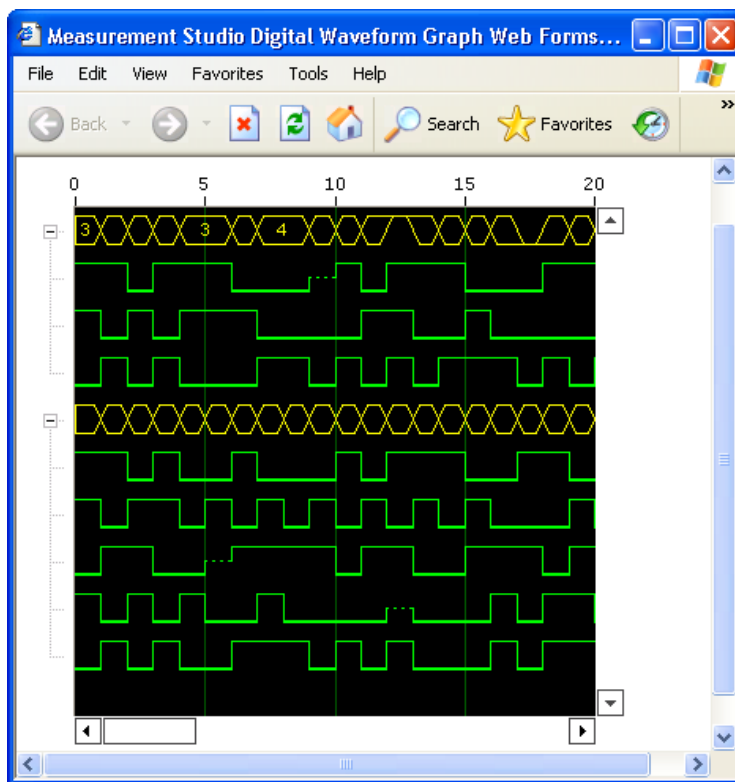 Measurement Studio Digital Waveform Graph Web Forms...
File Edit View Favorites Tools Help
Back Search Favorites »
0 5 10 15 20
3 3 4